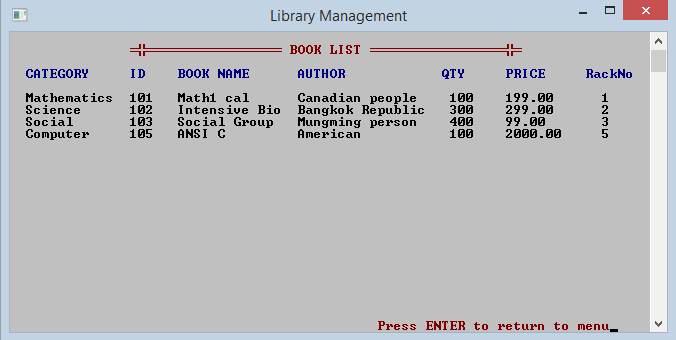 Library Management
BOOK LIST
CATEGORY ID BOOK NAME AUTHOR QTY PRICE RackNo
Mathematics 101 Math1 cal Canadian people 100 199.00 1
Science 102 Intensive Bio Bangkok Republic 300 299.00 2
Social 103 Social Group Mungming person 400 99.00 3
Computer 105 ANSI C American 100 2000.00 5
Press ENTER to return to menu